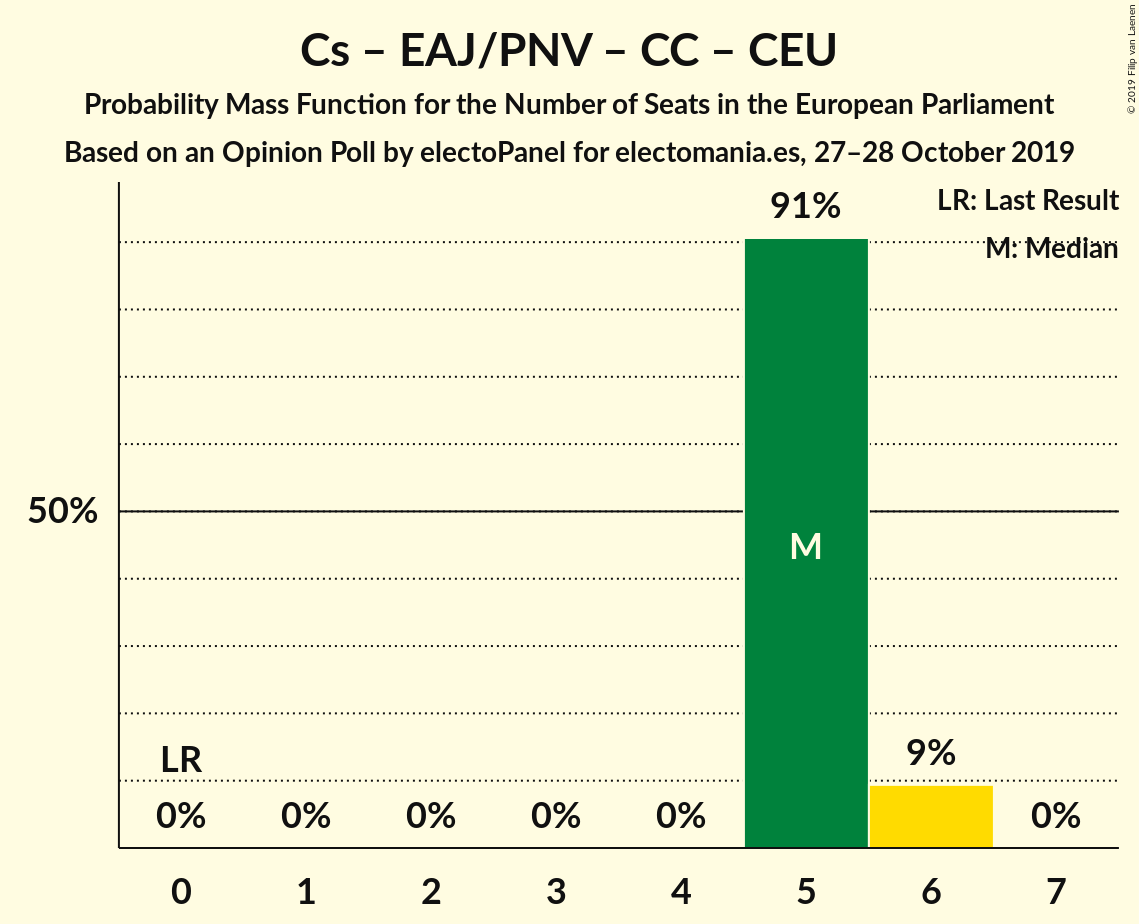 Cs – EAJ/PNV – CC – CEU
Probability Mass Function for the Number of Seats in the European Parliament
Based on an Opinion Poll by electoPanel for electomania.es, 27–28 October 2019
© 2019 Filip van Laenen
LR: Last Result
M: Median
91%
50%
M
LR
9%
0% 0% 0% 0% 0% 0%
0 1 2 3 4 5 6 7